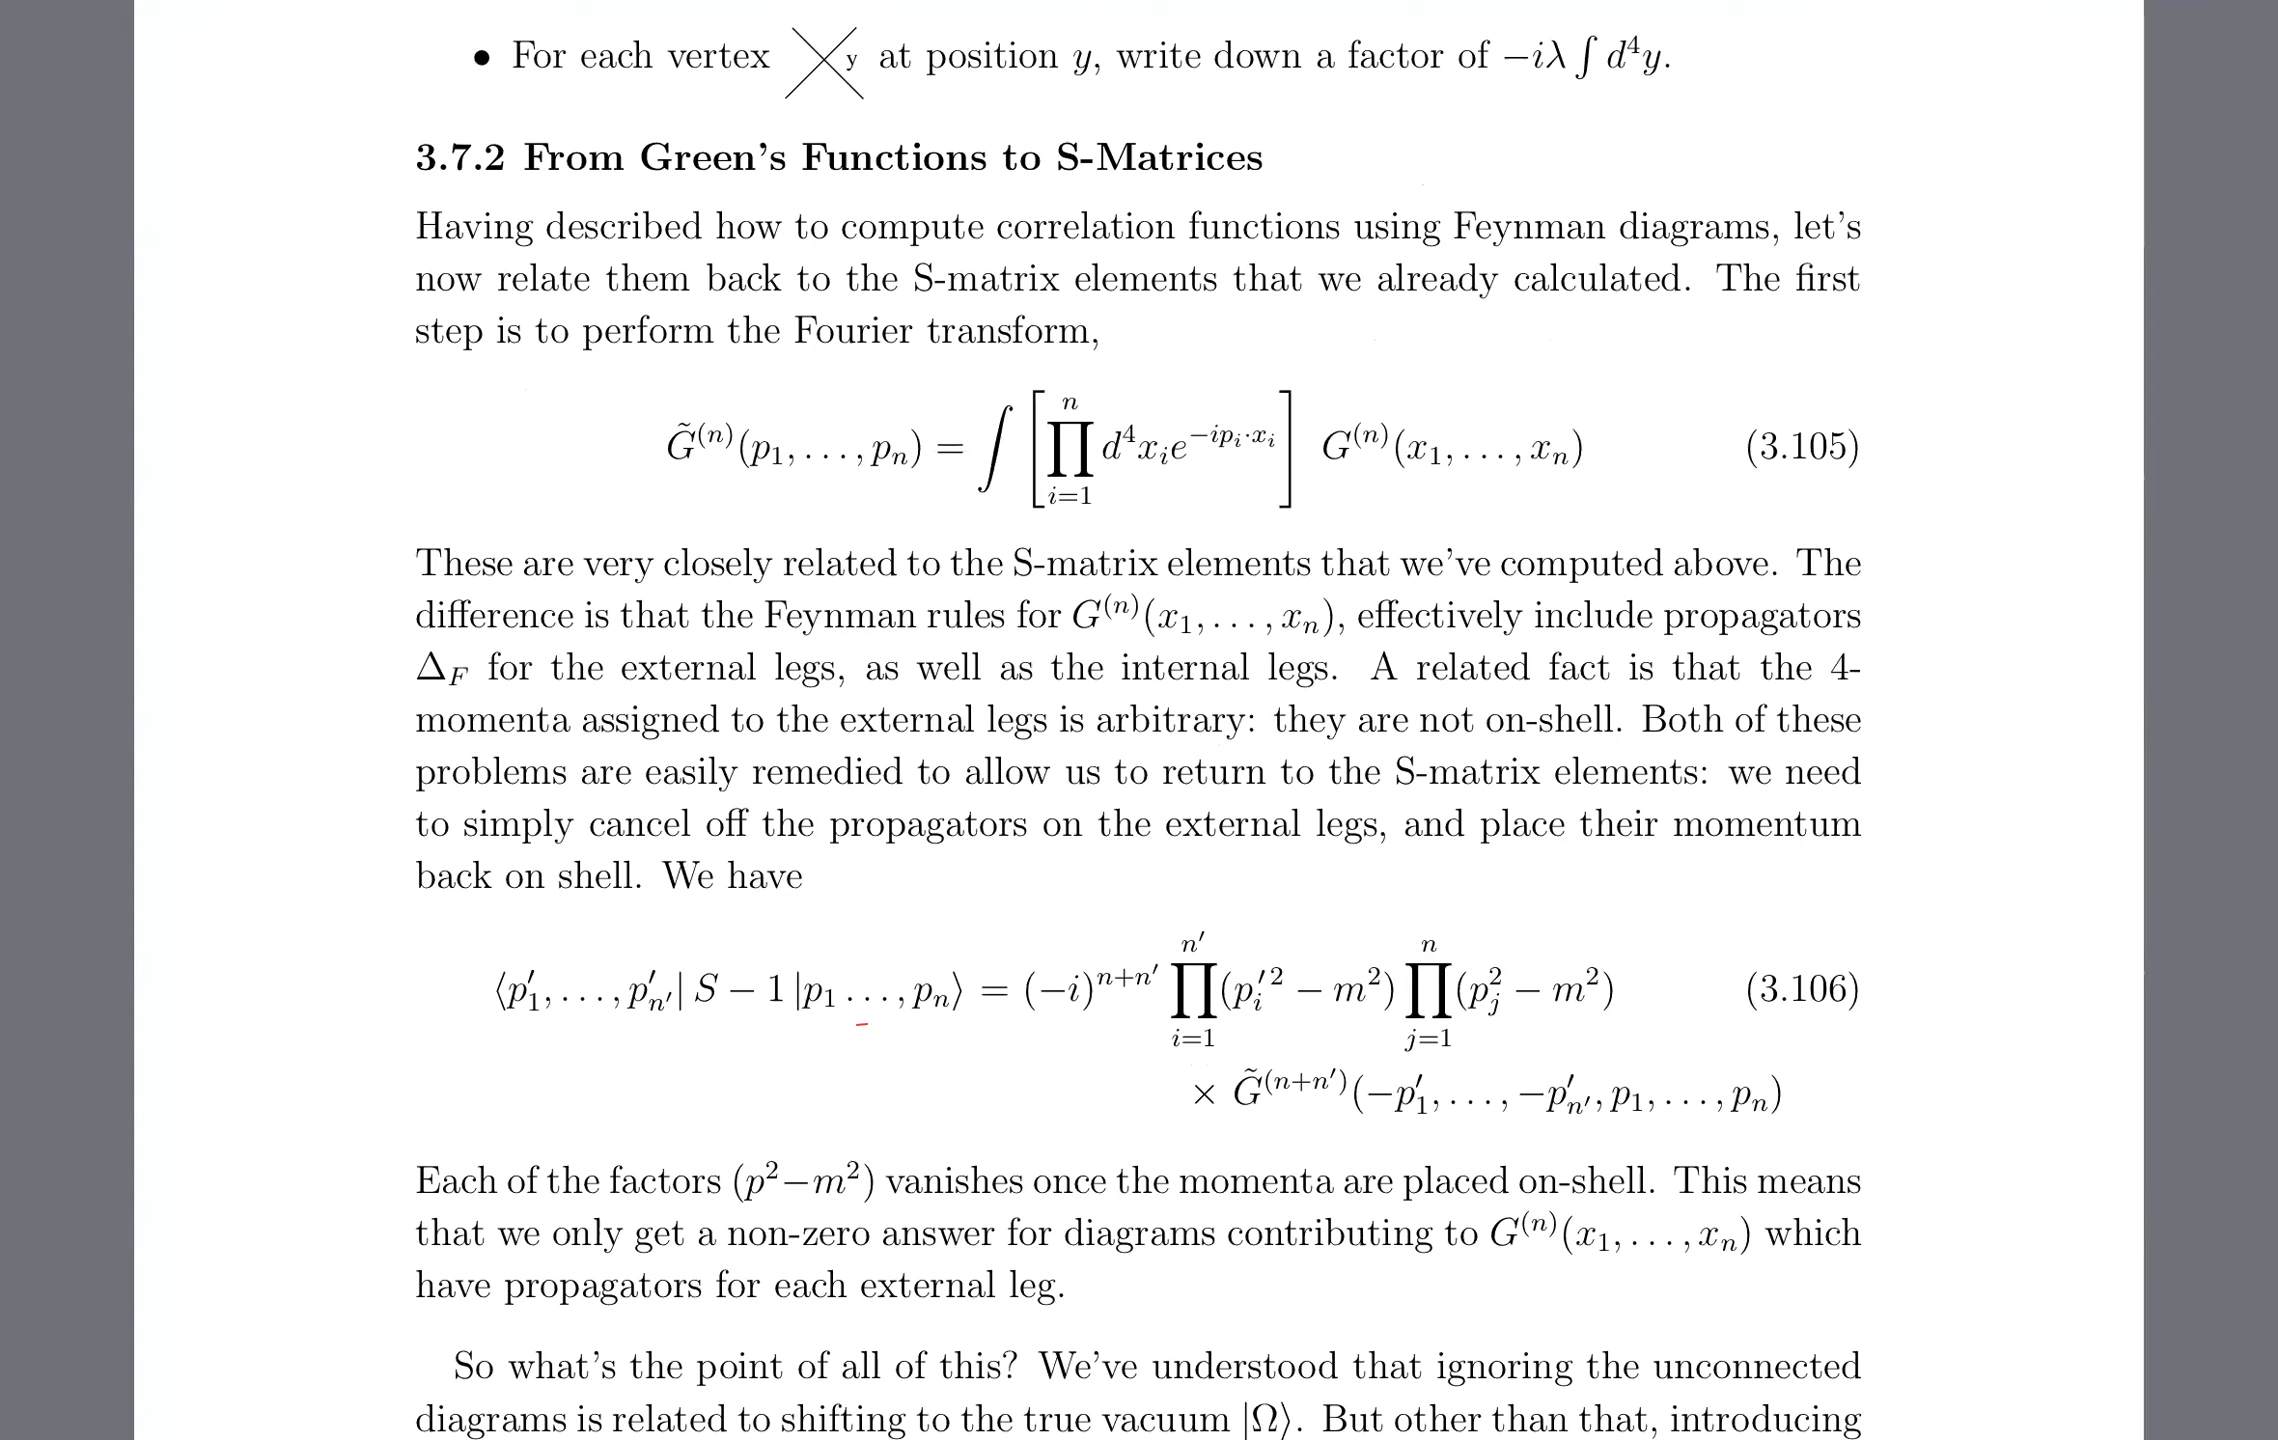 • For each vertex y at position y, write down a factor of −iλ ∫ d⁴y.
3.7.2 From Green's Functions to S-Matrices
Having described how to compute correlation functions using Feynman diagrams, let's
now relate them back to the S-matrix elements that we already calculated. The first
step is to perform the Fourier transform,
G̃⁽ⁿ⁾(p₁, . . . , pₙ) = ∫ [∏ᵢ₌₁ⁿ d⁴xᵢe^{−ipᵢ·xᵢ}] G⁽ⁿ⁾(x₁, . . . , xₙ) (3.105)
These are very closely related to the S-matrix elements that we've computed above. The
difference is that the Feynman rules for G⁽ⁿ⁾(x₁, . . . , xₙ), effectively include propagators
Δ_F for the external legs, as well as the internal legs. A related fact is that the 4-
momenta assigned to the external legs is arbitrary: they are not on-shell. Both of these
problems are easily remedied to allow us to return to the S-matrix elements: we need
to simply cancel off the propagators on the external legs, and place their momentum
back on shell. We have
⟨p′₁, . . . , p′ₙ′| S − 1 |p₁ . . . , pₙ⟩ = (−i)^{n+n′} ∏_{i=1}^{n′}(p′ᵢ² − m²) ∏_{j=1}^{n}(pⱼ² − m²) (3.106)
× G̃^{(n+n′)}(−p′₁, . . . , −p′ₙ′, p₁, . . . , pₙ)
Each of the factors (p²−m²) vanishes once the momenta are placed on-shell. This means
that we only get a non-zero answer for diagrams contributing to G⁽ⁿ⁾(x₁, . . . , xₙ) which
have propagators for each external leg.
So what's the point of all of this? We've understood that ignoring the unconnected
diagrams is related to shifting to the true vacuum |Ω⟩. But other than that, introducing